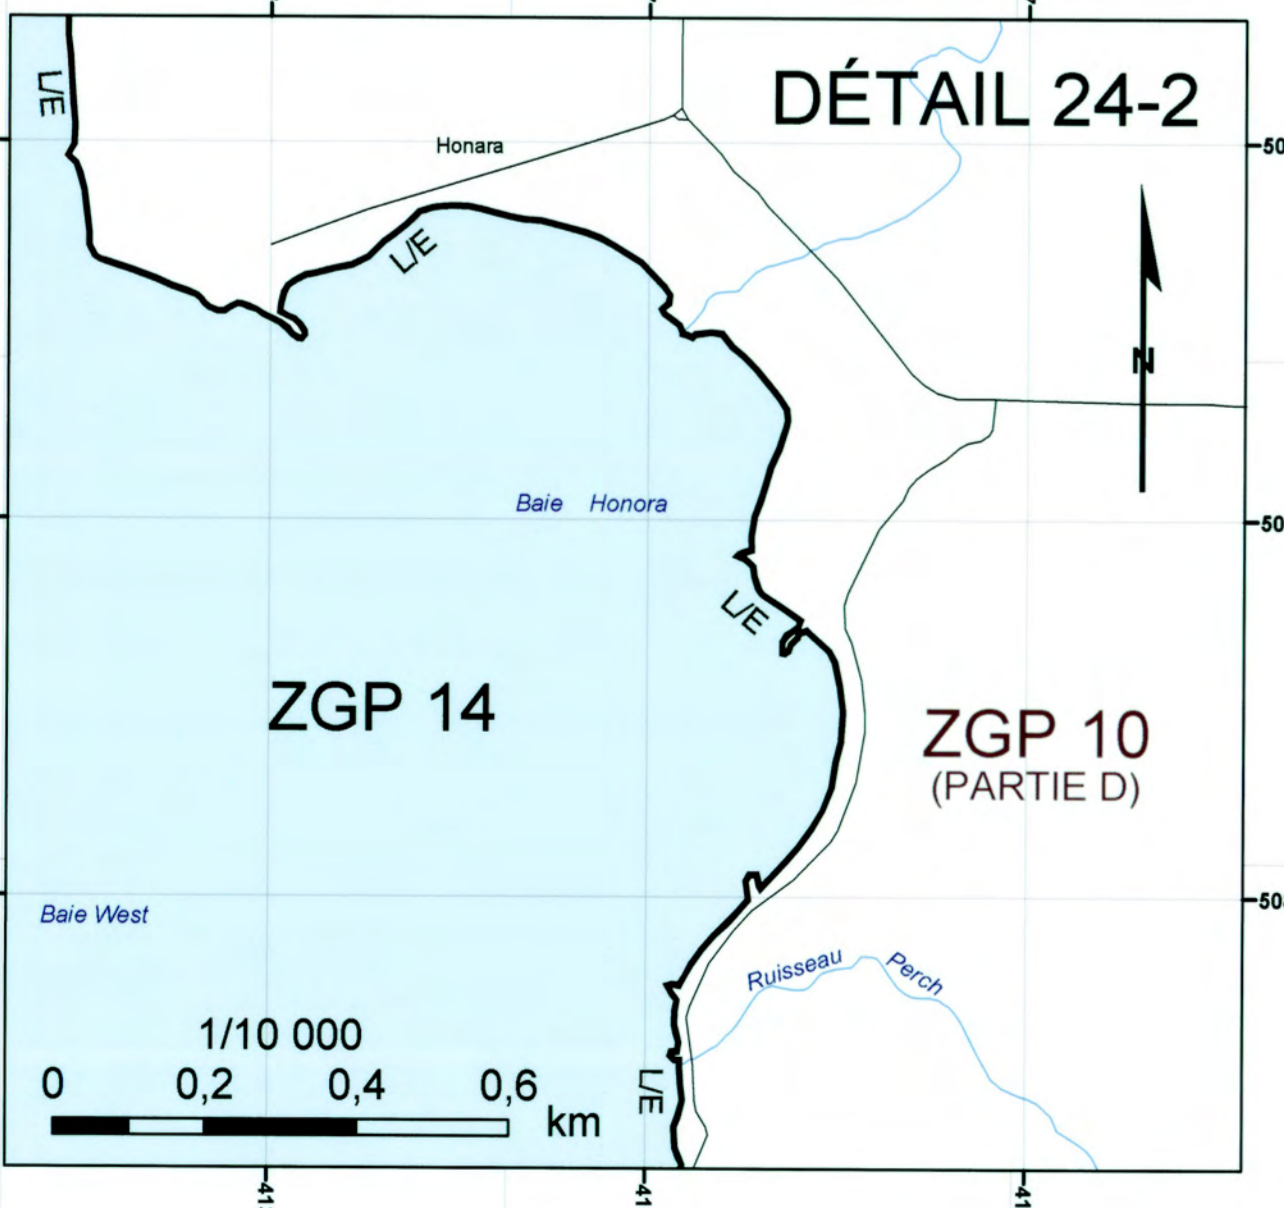 DÉTAIL 24-2
L/E
Honara
L/E
N
Baie Honora
L/E
ZGP 14
ZGP 10
(PARTIE D)
Baie West
Ruisseau Perch
1/10 000
0 0,2 0,4 0,6 km
L/E